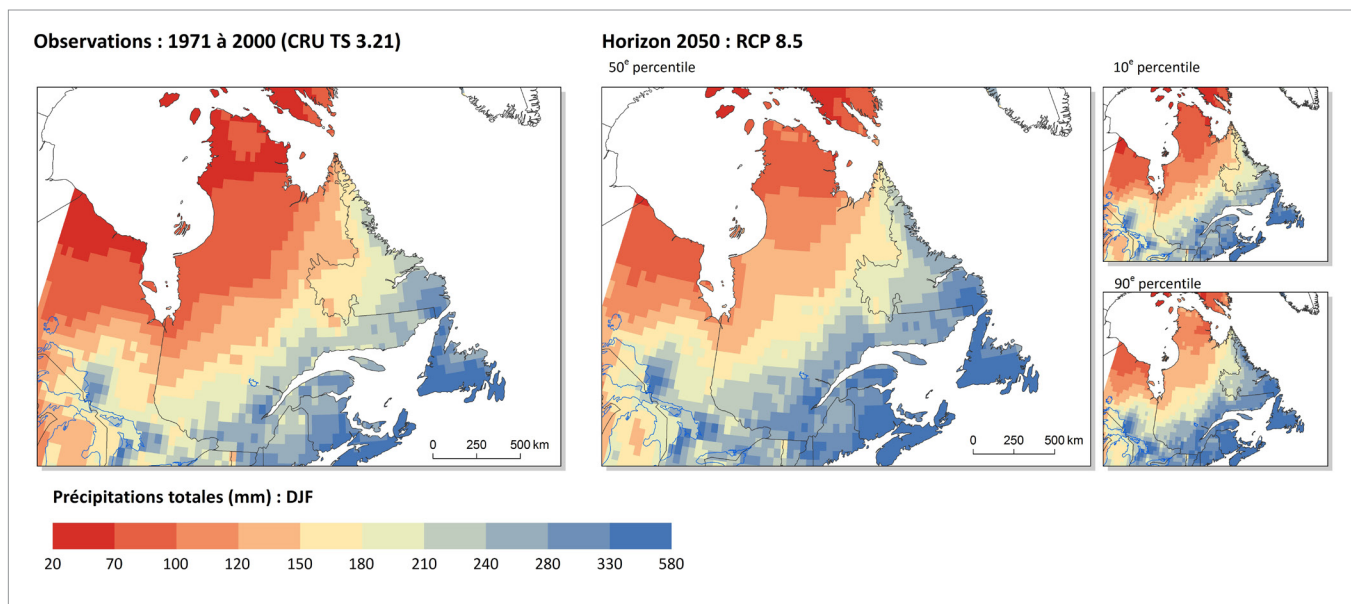 Observations : 1971 à 2000 (CRU TS 3.21)
Horizon 2050 : RCP 8.5
50e percentile
10e percentile
90e percentile
0 250 500 km
0 250 500 km
Précipitations totales (mm) : DJF
20 70 100 120 150 180 210 240 280 330 580